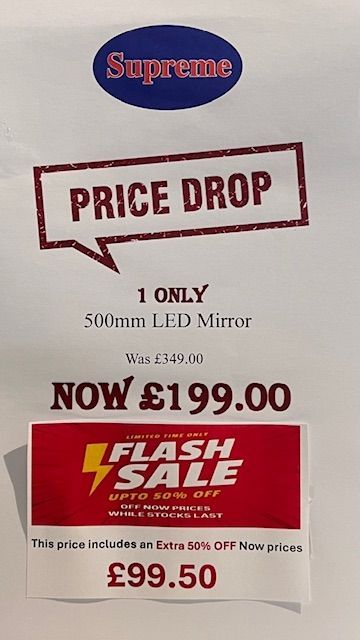 Supreme
PRICE DROP
1 ONLY
500mm LED Mirror
Was £349.00
NOW £199.00
LIMITED TIME ONLY
FLASH
SALE
UPTO 50% OFF
OFF NOW PRICES
WHILE STOCKS LAST
This price includes an Extra 50% OFF Now prices
£99.50